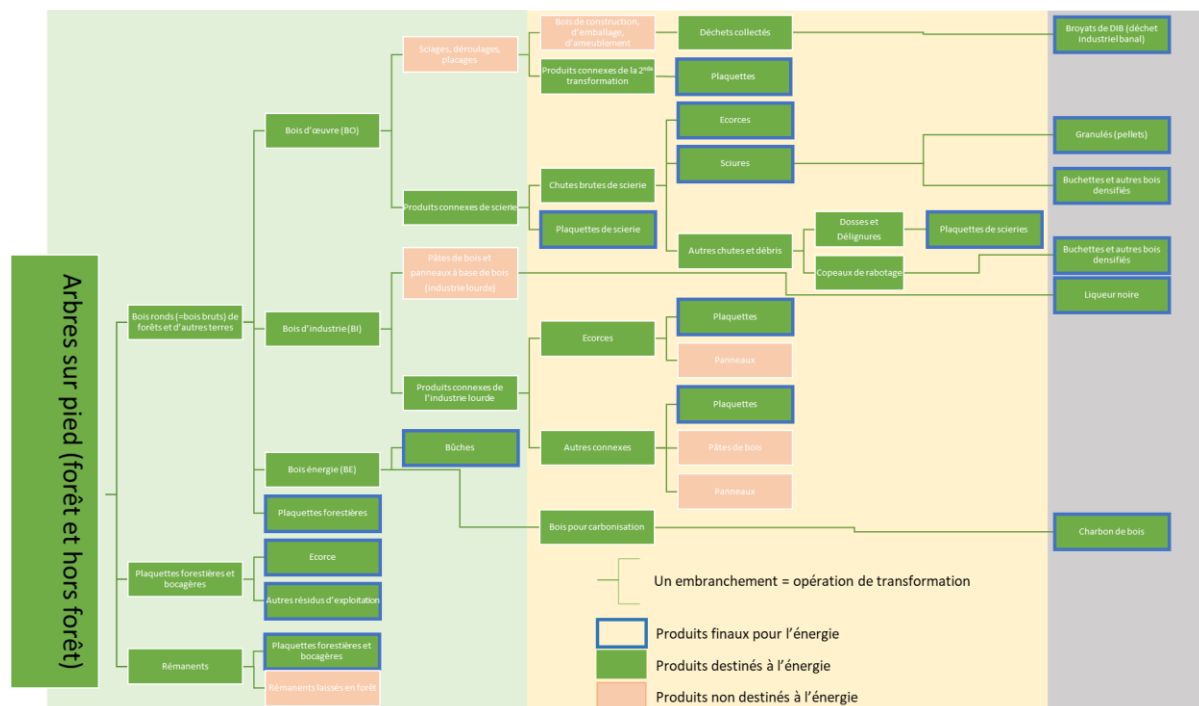 Arbres sur pied (forêt et hors forêt)
Bois ronds (=bois bruts) de
forêts et d'autres terres
Plaquettes forestières et
bocagères
Rémanents
Bois d'œuvre (BO)
Bois d'industrie (BI)
Bois énergie (BE)
Plaquettes forestières
Ecorce
Autres résidus d'exploitation
Plaquettes forestières et
bocagères
Rémanents laissés en forêt
Sciages, déroulages,
placages
Produits connexes de scierie
Pâtes de bois et
panneaux à base de bois
(industrie lourde)
Produits connexes de
l'industrie lourde
Bûches
Bois de construction,
d'emballage,
d'ameublement
Produits connexes de la 2nde
transformation
Chutes brutes de scierie
Plaquettes de scierie
Ecorces
Autres connexes
Bois pour carbonisation
Déchets collectés
Plaquettes
Ecorces
Sciures
Autres chutes et débris
Plaquettes
Panneaux
Plaquettes
Pâtes de bois
Panneaux
Dosses et
Délignures
Copeaux de rabotage
Plaquettes de scieries
Broyats de DIB (déchet
industriel banal)
Granulés (pellets)
Buchettes et autres bois
densifiés
Buchettes et autres bois
densifiés
Liqueur noire
Charbon de bois
Un embranchement = opération de transformation
Produits finaux pour l'énergie
Produits destinés à l'énergie
Produits non destinés à l'énergie